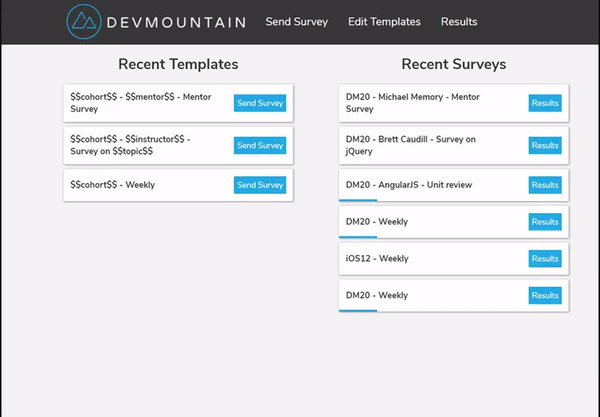 DEVMOUNTAIN Send Survey Edit Templates Results
Recent Templates
$$cohort$$ - $$mentor$$ - Mentor
Survey
Send Survey
$$cohort$$ - $$instructor$$ -
Survey on $$topic$$
Send Survey
$$cohort$$ - Weekly
Send Survey
Recent Surveys
DM20 - Michael Memory - Mentor
Survey
Results
DM20 - Brett Caudill - Survey on
jQuery
Results
DM20 - AngularJS - Unit review
Results
DM20 - Weekly
Results
iOS12 - Weekly
Results
DM20 - Weekly
Results